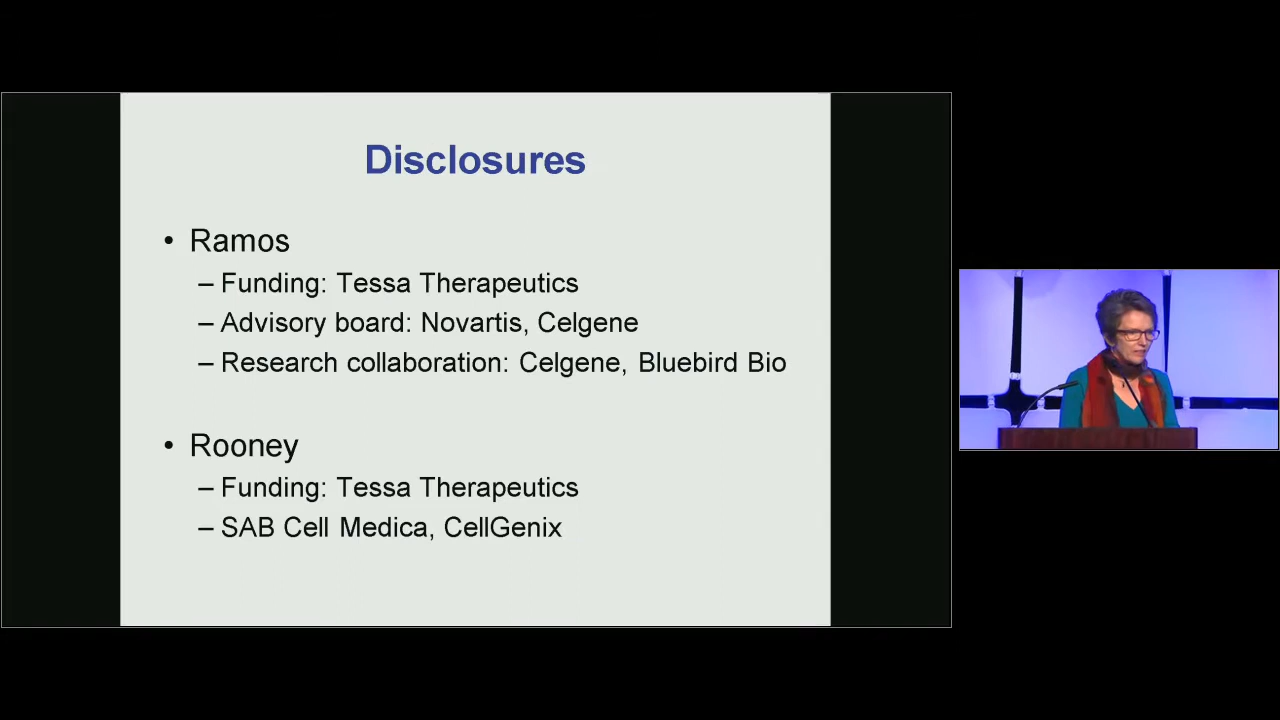 Disclosures
• Ramos
– Funding: Tessa Therapeutics
– Advisory board: Novartis, Celgene
– Research collaboration: Celgene, Bluebird Bio
• Rooney
– Funding: Tessa Therapeutics
– SAB Cell Medica, CellGenix